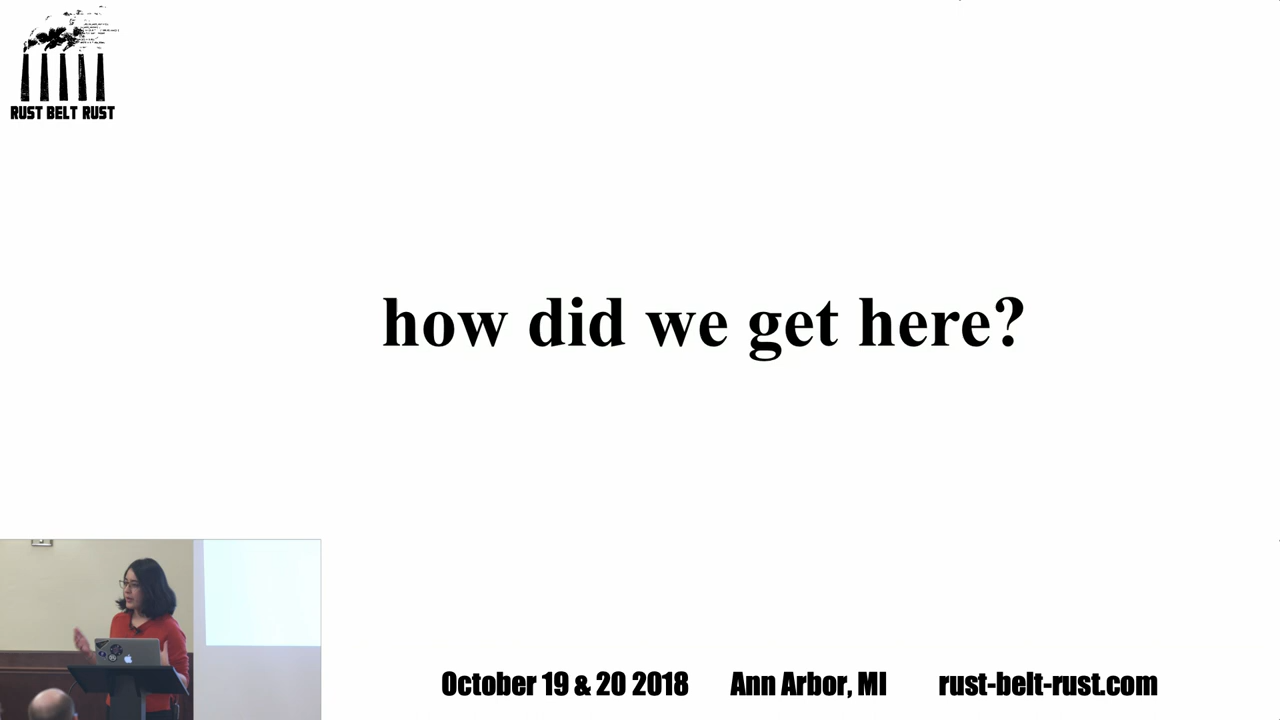 RUST BELT RUST
how did we get here?
October 19 & 20 2018 Ann Arbor, MI rust-belt-rust.com